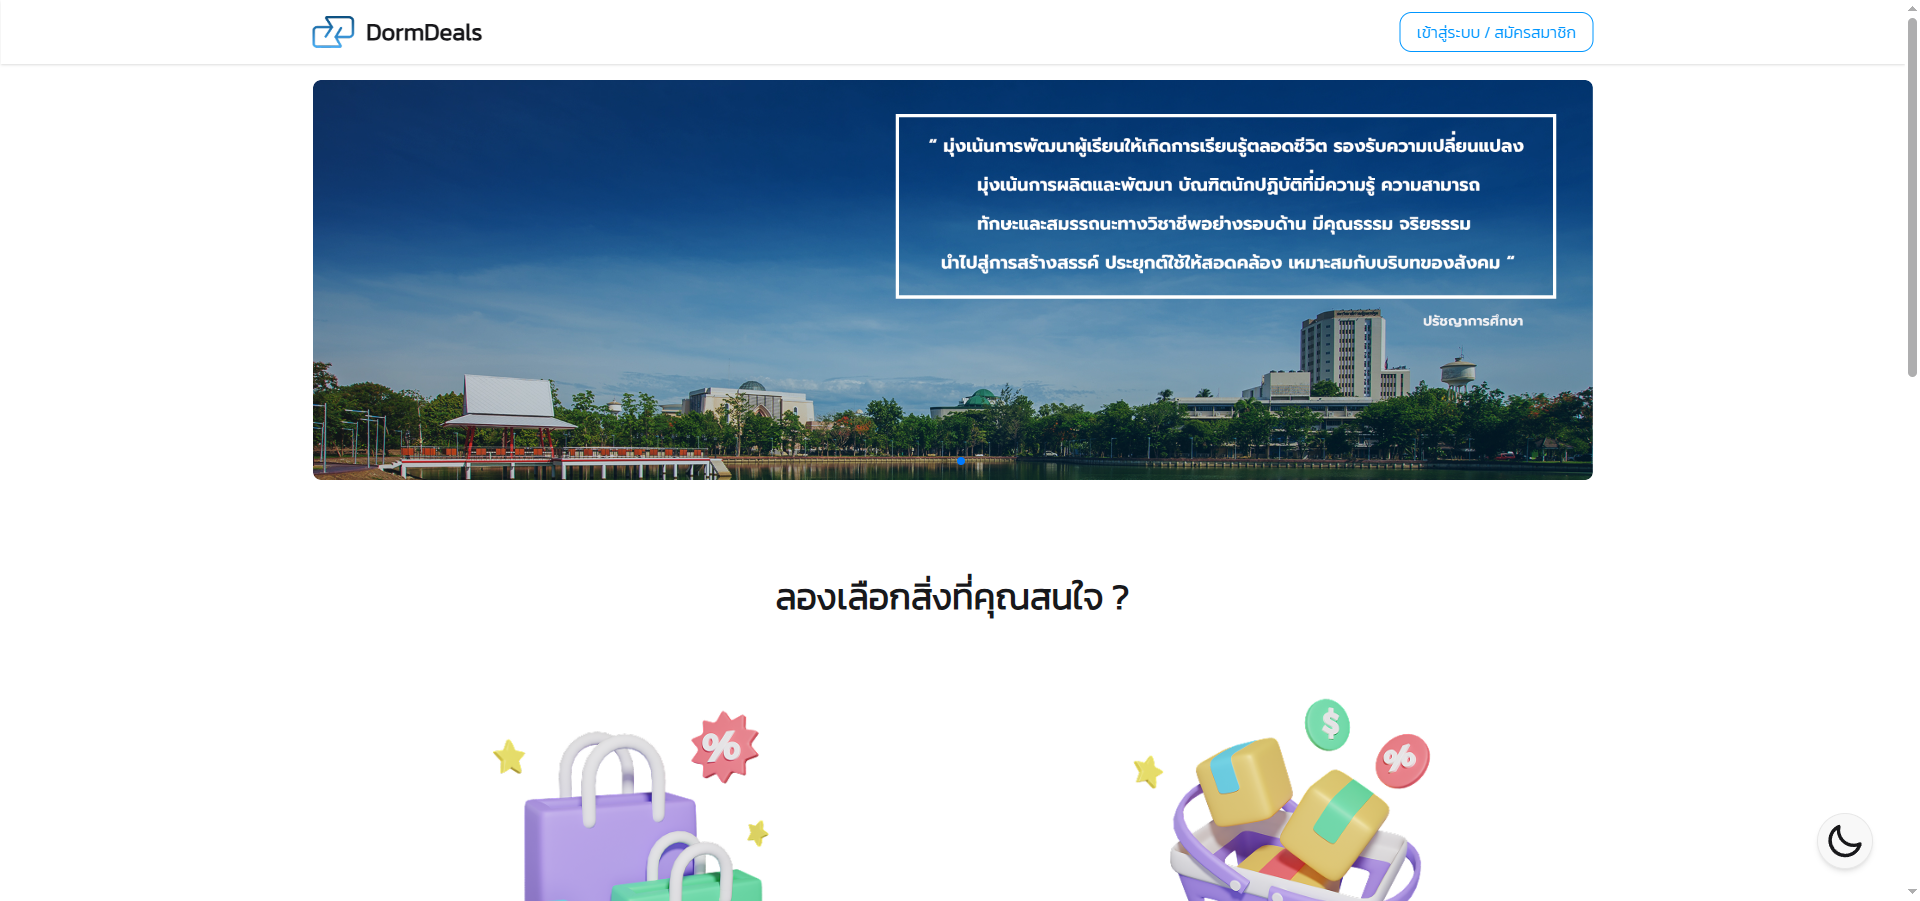 DormDeals
เข้าสู่ระบบ / สมัครสมาชิก
“ มุ่งเน้นการพัฒนาผู้เรียนให้เกิดการเรียนรู้ตลอดชีวิต รองรับความเปลี่ยนแปลง
มุ่งเน้นการผลิตและพัฒนา บัณฑิตนักปฏิบัติที่มีความรู้ ความสามารถ
ทักษะและสมรรถนะทางวิชาชีพอย่างรอบด้าน มีคุณธรรม จริยธรรม
นำไปสู่การสร้างสรรค์ ประยุกต์ใช้ให้สอดคล้อง เหมาะสมกับบริบทของสังคม “
ปรัชญาการศึกษา
ลองเลือกสิ่งที่คุณสนใจ ?
%
$
%